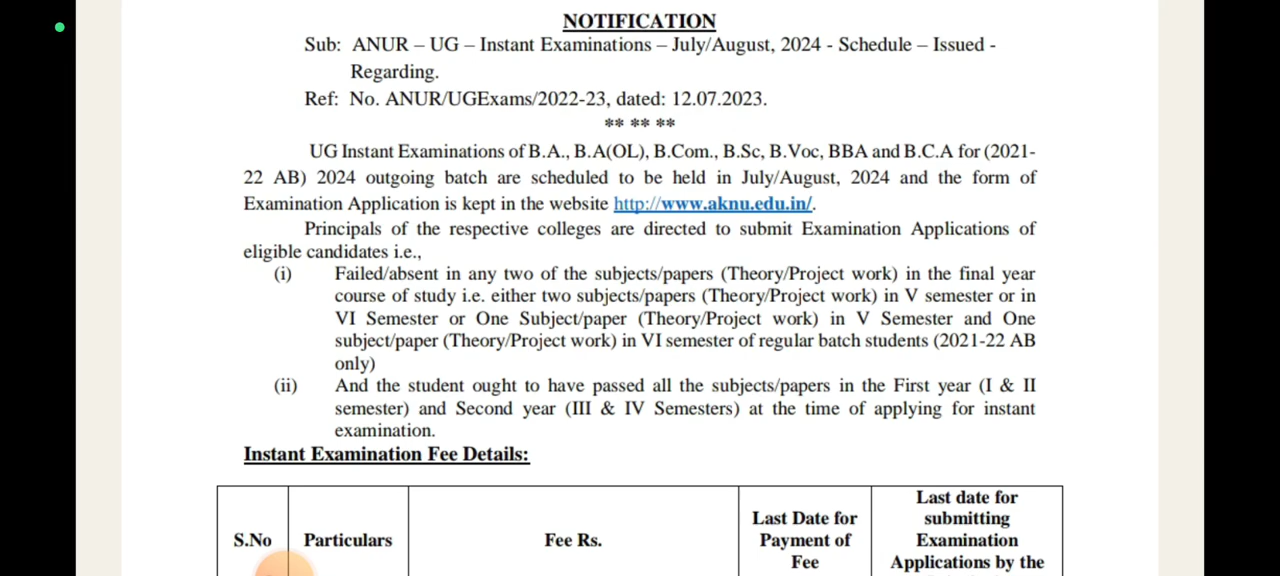 NOTIFICATION
Sub: ANUR – UG – Instant Examinations – July/August, 2024 - Schedule – Issued -
Regarding.
Ref: No. ANUR/UGExams/2022-23, dated: 12.07.2023.
** ** **
UG Instant Examinations of B.A., B.A(OL), B.Com., B.Sc, B.Voc, BBA and B.C.A for (2021-
22 AB) 2024 outgoing batch are scheduled to be held in July/August, 2024 and the form of
Examination Application is kept in the website http://www.aknu.edu.in/.
Principals of the respective colleges are directed to submit Examination Applications of
eligible candidates i.e.,
(i) Failed/absent in any two of the subjects/papers (Theory/Project work) in the final year
course of study i.e. either two subjects/papers (Theory/Project work) in V semester or in
VI Semester or One Subject/paper (Theory/Project work) in V Semester and One
subject/paper (Theory/Project work) in VI semester of regular batch students (2021-22 AB
only)
(ii) And the student ought to have passed all the subjects/papers in the First year (I & II
semester) and Second year (III & IV Semesters) at the time of applying for instant
examination.
Instant Examination Fee Details:
S.No
Particulars
Fee Rs.
Last Date for
Payment of
Fee
Last date for
submitting
Examination
Applications by the